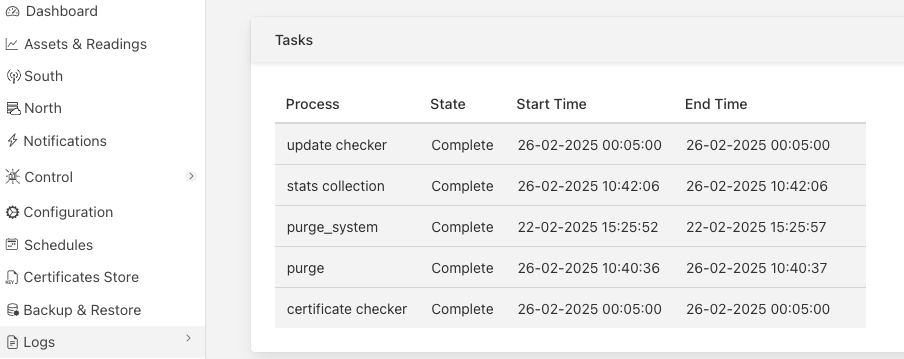 Dashboard
Assets & Readings
South
North
Notifications
Control
Configuration
Schedules
Certificates Store
Backup & Restore
Logs
Tasks
Process State Start Time End Time
update checker Complete 26-02-2025 00:05:00 26-02-2025 00:05:00
stats collection Complete 26-02-2025 10:42:06 26-02-2025 10:42:06
purge_system Complete 22-02-2025 15:25:52 22-02-2025 15:25:57
purge Complete 26-02-2025 10:40:36 26-02-2025 10:40:37
certificate checker Complete 26-02-2025 00:05:00 26-02-2025 00:05:00